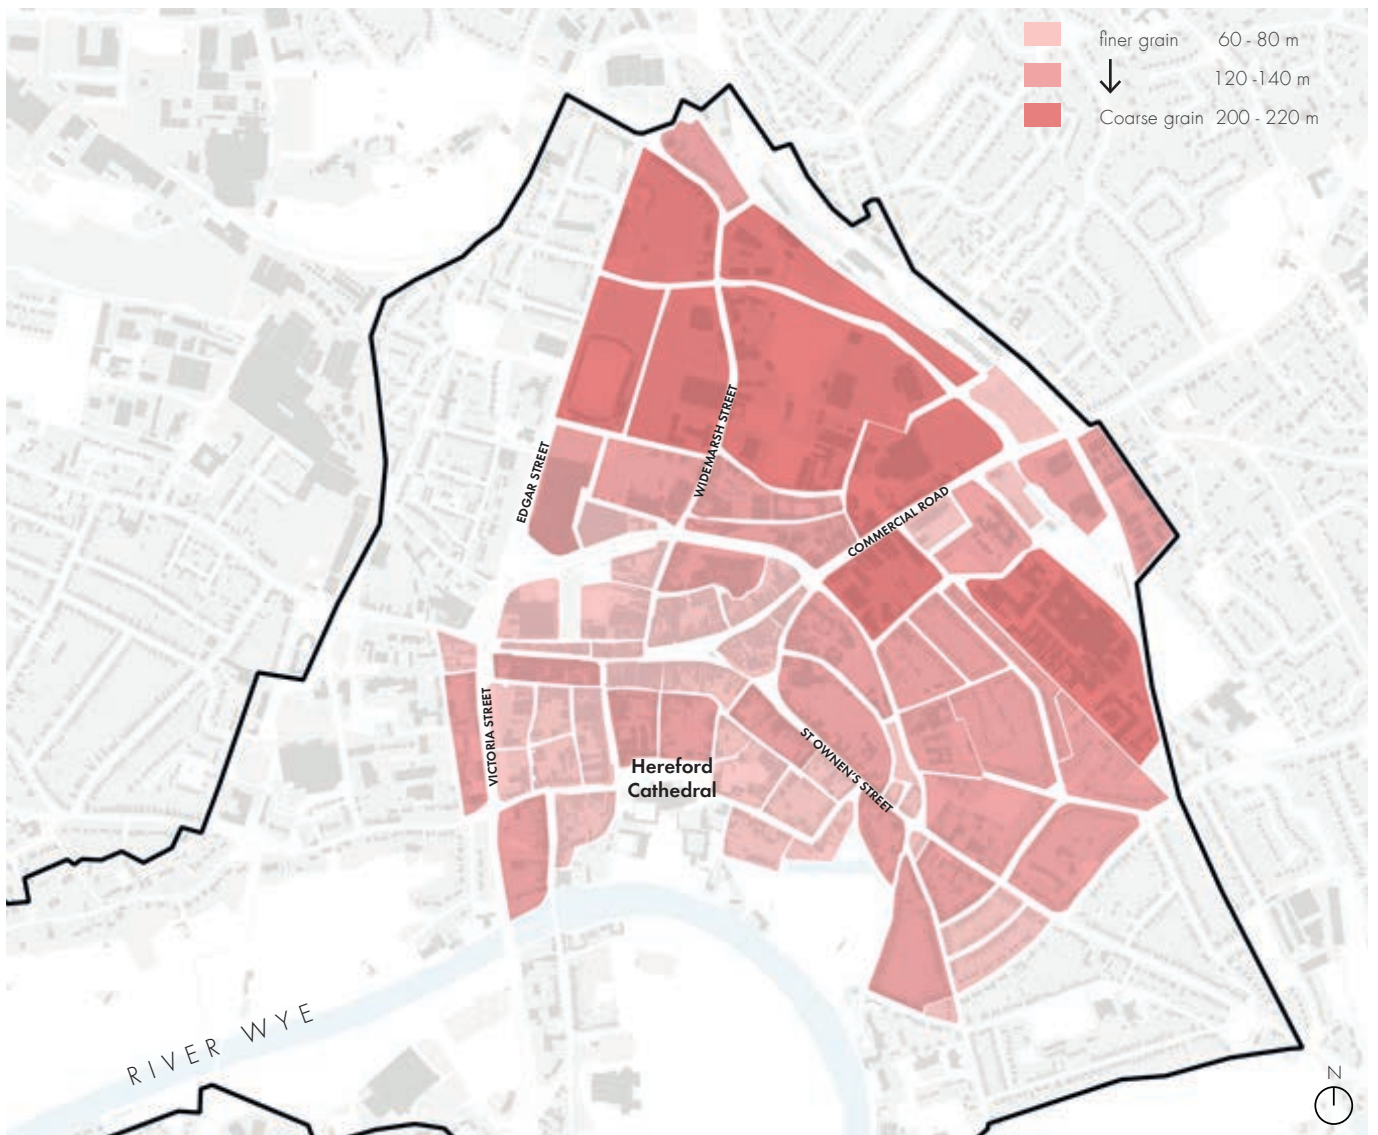 finer grain 60 - 80 m
120 -140 m
Coarse grain 200 - 220 m
WIDEMARSH STREET
EDGAR STREET
COMMERCIAL ROAD
VICTORIA STREET
ST OWNEN'S STREET
Hereford
Cathedral
RIVER WYE
N